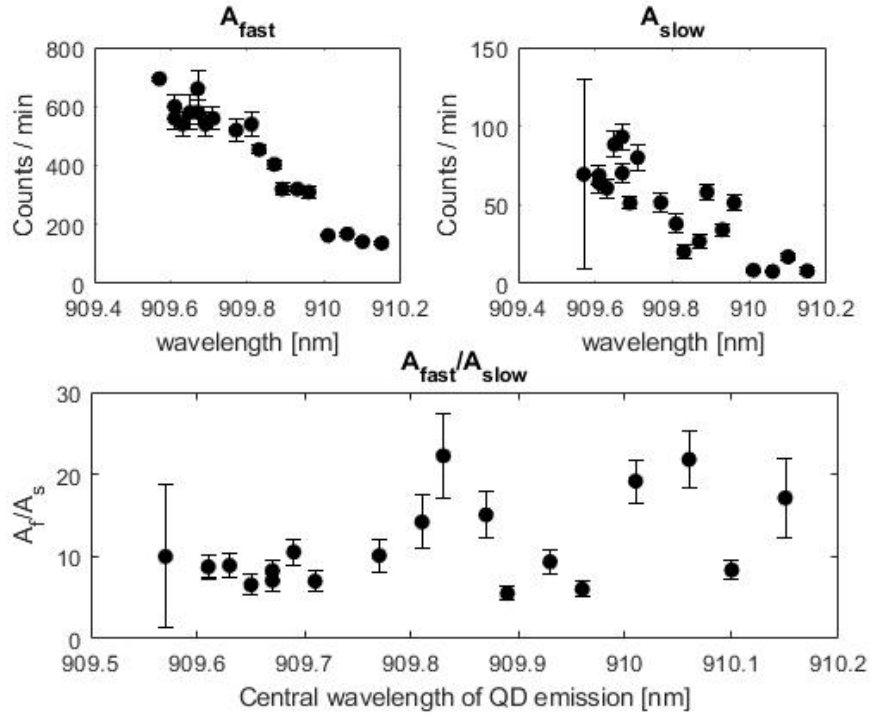 A_fast
800
600
400
200
0
Counts / min
909.4 909.6 909.8 910 910.2
wavelength [nm]
A_slow
150
100
50
0
Counts / min
909.4 909.6 909.8 910 910.2
wavelength [nm]
A_fast/A_slow
30
20
10
0
A_f/A_s
909.5 909.6 909.7 909.8 909.9 910 910.1 910.2
Central wavelength of QD emission [nm]